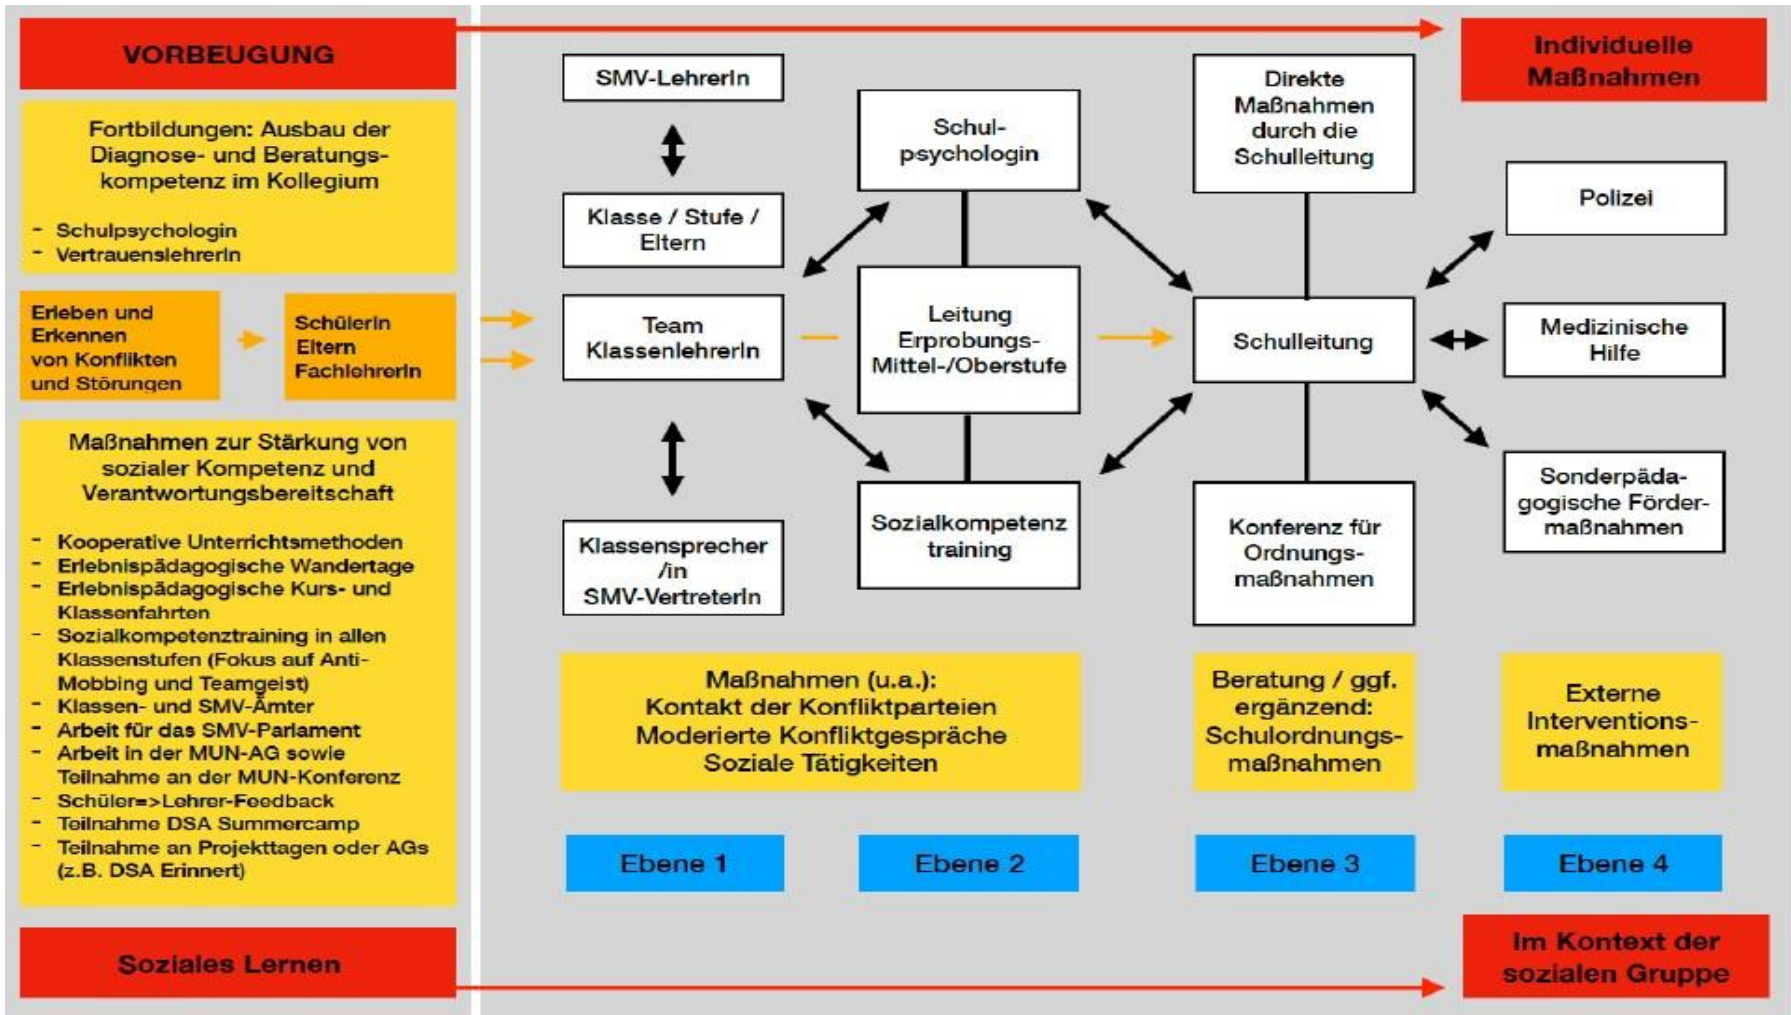 VORBEUGUNG
Fortbildungen: Ausbau der
Diagnose- und Beratungs-
kompetenz im Kollegium
- Schulpsychologin
- VertrauenslehrerIn
Erleben und
Erkennen
von Konflikten
und Störungen
SchülerIn
Eltern
FachlehrerIn
Maßnahmen zur Stärkung von
sozialer Kompetenz und
Verantwortungsbereitschaft
- Kooperative Unterrichtsmethoden
- Erlebnispädagogische Wandertage
- Erlebnispädagogische Kurs- und
Klassenfahrten
- Sozialkompetenztraining in allen
Klassenstufen (Fokus auf Anti-
Mobbing und Teamgeist)
- Klassen- und SMV-Ämter
- Arbeit für das SMV-Parlament
- Arbeit in der MUN-AG sowie
Teilnahme an der MUN-Konferenz
- Schüler=>Lehrer-Feedback
- Teilnahme DSA Summercamp
- Teilnahme an Projekttagen oder AGs
(z.B. DSA Erinnert)
Soziales Lernen
SMV-LehrerIn
Klasse / Stufe /
Eltern
Team
KlassenlehrerIn
Klassensprecher
/in
SMV-VertreterIn
Schul-
psychologin
Leitung
Erprobungs-
Mittel-/Oberstufe
Sozialkompetenz
training
Maßnahmen (u.a.):
Kontakt der Konfliktparteien
Moderierte Konfliktgespräche
Soziale Tätigkeiten
Ebene 1
Ebene 2
Direkte
Maßnahmen
durch die
Schulleitung
Schulleitung
Konferenz für
Ordnungs-
maßnahmen
Beratung / ggf.
ergänzend:
Schulordnungs-
maßnahmen
Ebene 3
Individuelle
Maßnahmen
Polizei
Medizinische
Hilfe
Sonderpäda-
gogische Förder-
maßnahmen
Externe
Interventions-
maßnahmen
Ebene 4
Im Kontext der
sozialen Gruppe